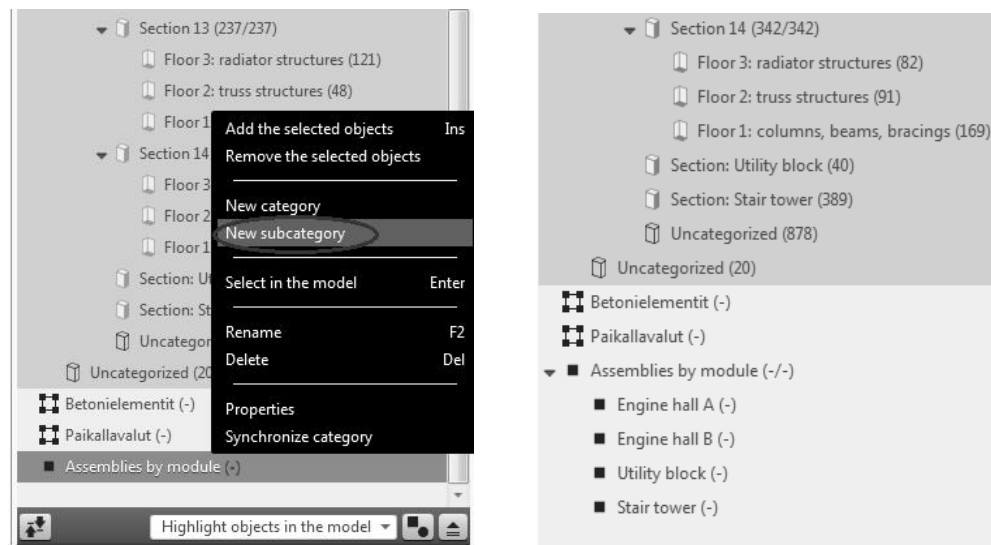 Section 13 (237/237)
Floor 3: radiator structures (121)
Floor 2: truss structures (48)
Floor 1
Section 14
Floor 3
Floor 2
Floor 1
Section: Ut
Section: St
Uncategor
Uncategorized (20
Betonielementit (-)
Paikallavalut (-)
Assemblies by module (-)
Add the selected objects Ins
Remove the selected objects
New category
New subcategory
Select in the model Enter
Rename F2
Delete Del
Properties
Synchronize category
Highlight objects in the model
Section 14 (342/342)
Floor 3: radiator structures (82)
Floor 2: truss structures (91)
Floor 1: columns, beams, bracings (169)
Section: Utility block (40)
Section: Stair tower (389)
Uncategorized (878)
Uncategorized (20)
Betonielementit (-)
Paikallavalut (-)
Assemblies by module (-/-)
Engine hall A (-)
Engine hall B (-)
Utility block (-)
Stair tower (-)